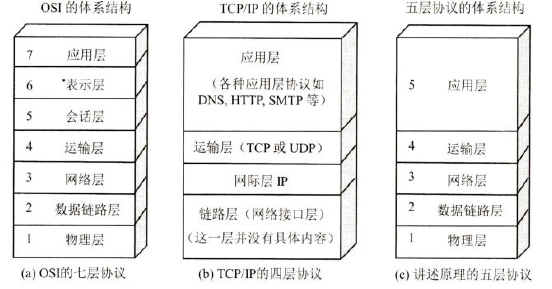 OSI 的体系结构
7 应用层
6 表示层
5 会话层
4 运输层
3 网络层
2 数据链路层
1 物理层
(a) OSI的七层协议
TCP/IP 的体系结构
应用层
（各种应用层协议如
DNS, HTTP, SMTP 等）
运输层（TCP 或 UDP）
网际层 IP
链路层（网络接口层）
（这一层并没有具体内容）
(b) TCP/IP的四层协议
五层协议的体系结构
5 应用层
4 运输层
3 网络层
2 数据链路层
1 物理层
(c) 讲述原理的五层协议